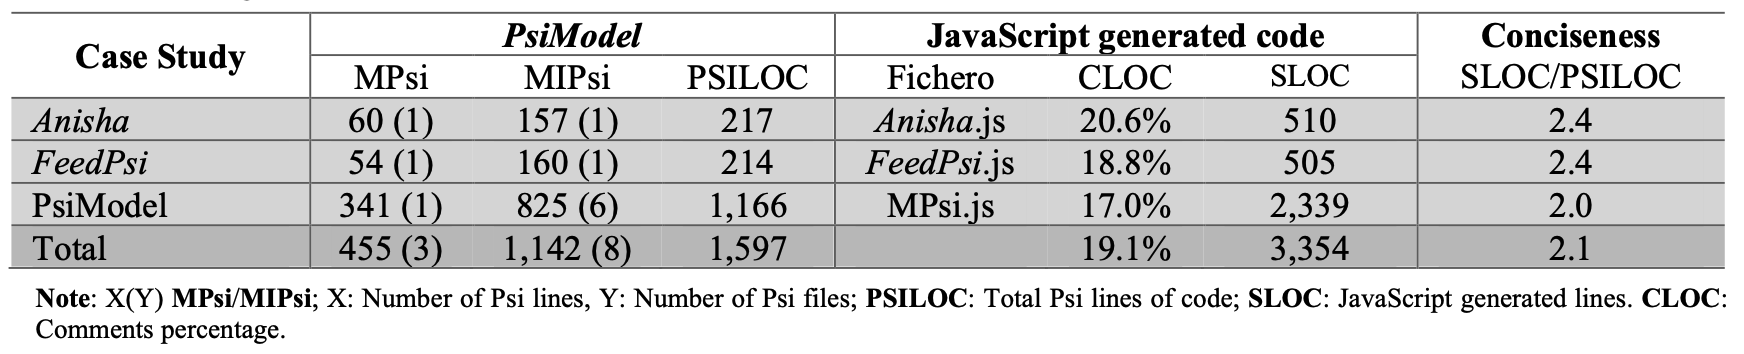 Case Study PsiModel JavaScript generated code Conciseness
MPsi MIPsi PSILOC Fichero CLOC SLOC SLOC/PSILOC
Anisha 60 (1) 157 (1) 217 Anisha.js 20.6% 510 2.4
FeedPsi 54 (1) 160 (1) 214 FeedPsi.js 18.8% 505 2.4
PsiModel 341 (1) 825 (6) 1,166 MPsi.js 17.0% 2,339 2.0
Total 455 (3) 1,142 (8) 1,597 19.1% 3,354 2.1
Note: X(Y) MPsi/MIPsi; X: Number of Psi lines, Y: Number of Psi files; PSILOC: Total Psi lines of code; SLOC: JavaScript generated lines. CLOC:
Comments percentage.